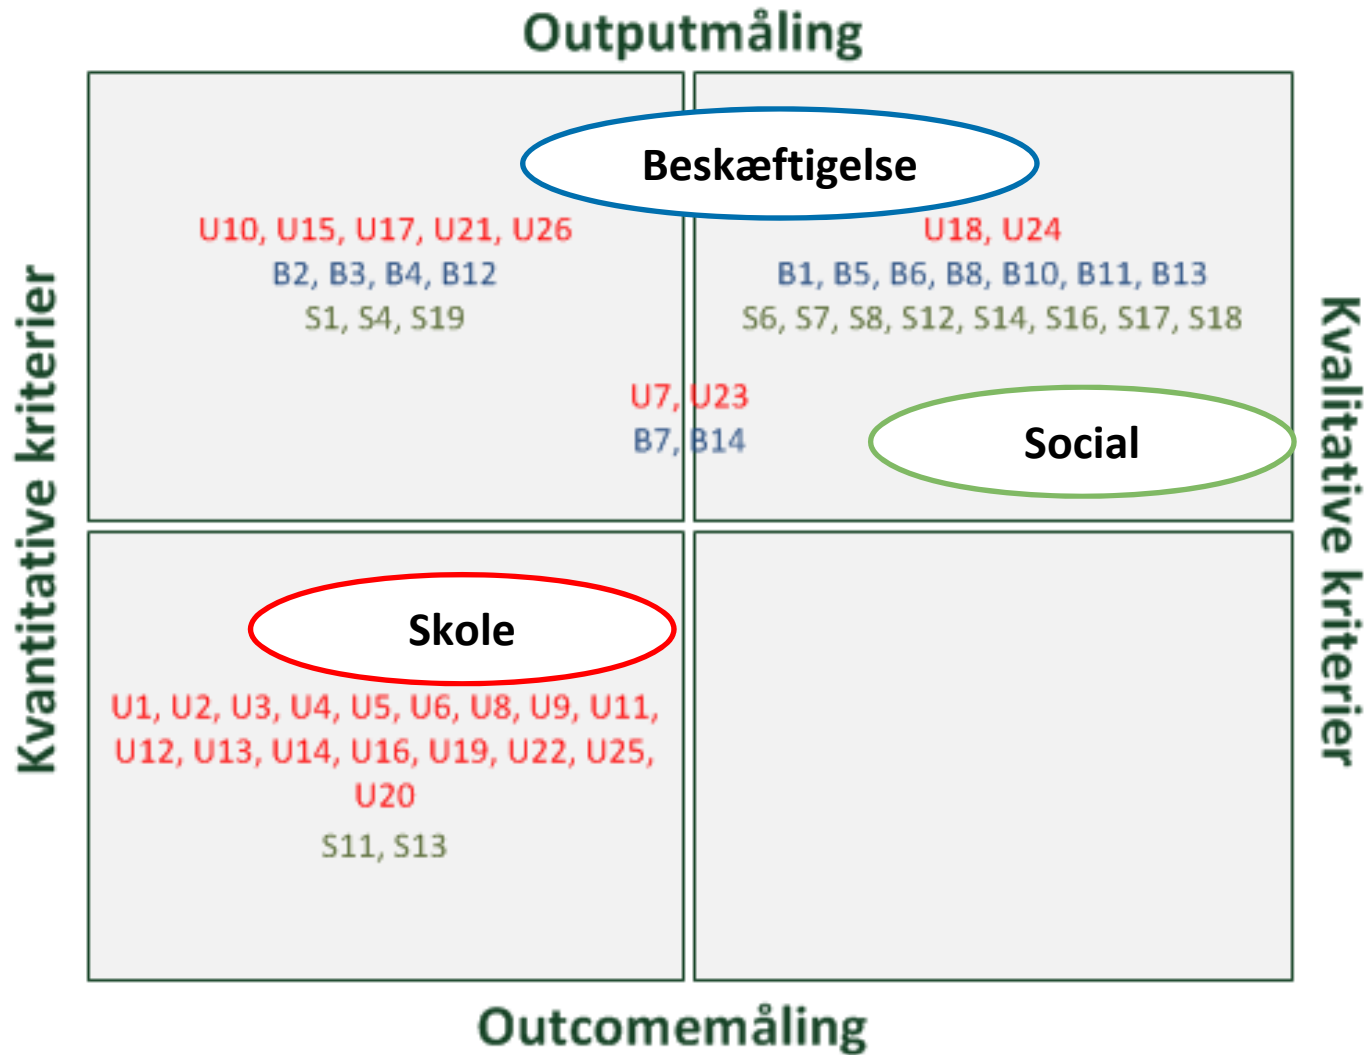 Outputmåling
Kvantitative kriterier
Beskæftigelse
U10, U15, U17, U21, U26
B2, B3, B4, B12
S1, S4, S19
U18, U24
B1, B5, B6, B8, B10, B11, B13
S6, S7, S8, S12, S14, S16, S17, S18
U7, U23
B7, B14
Social
Kvalitative kriterier
Skole
U1, U2, U3, U4, U5, U6, U8, U9, U11,
U12, U13, U14, U16, U19, U22, U25,
U20
S11, S13
Outcomemåling